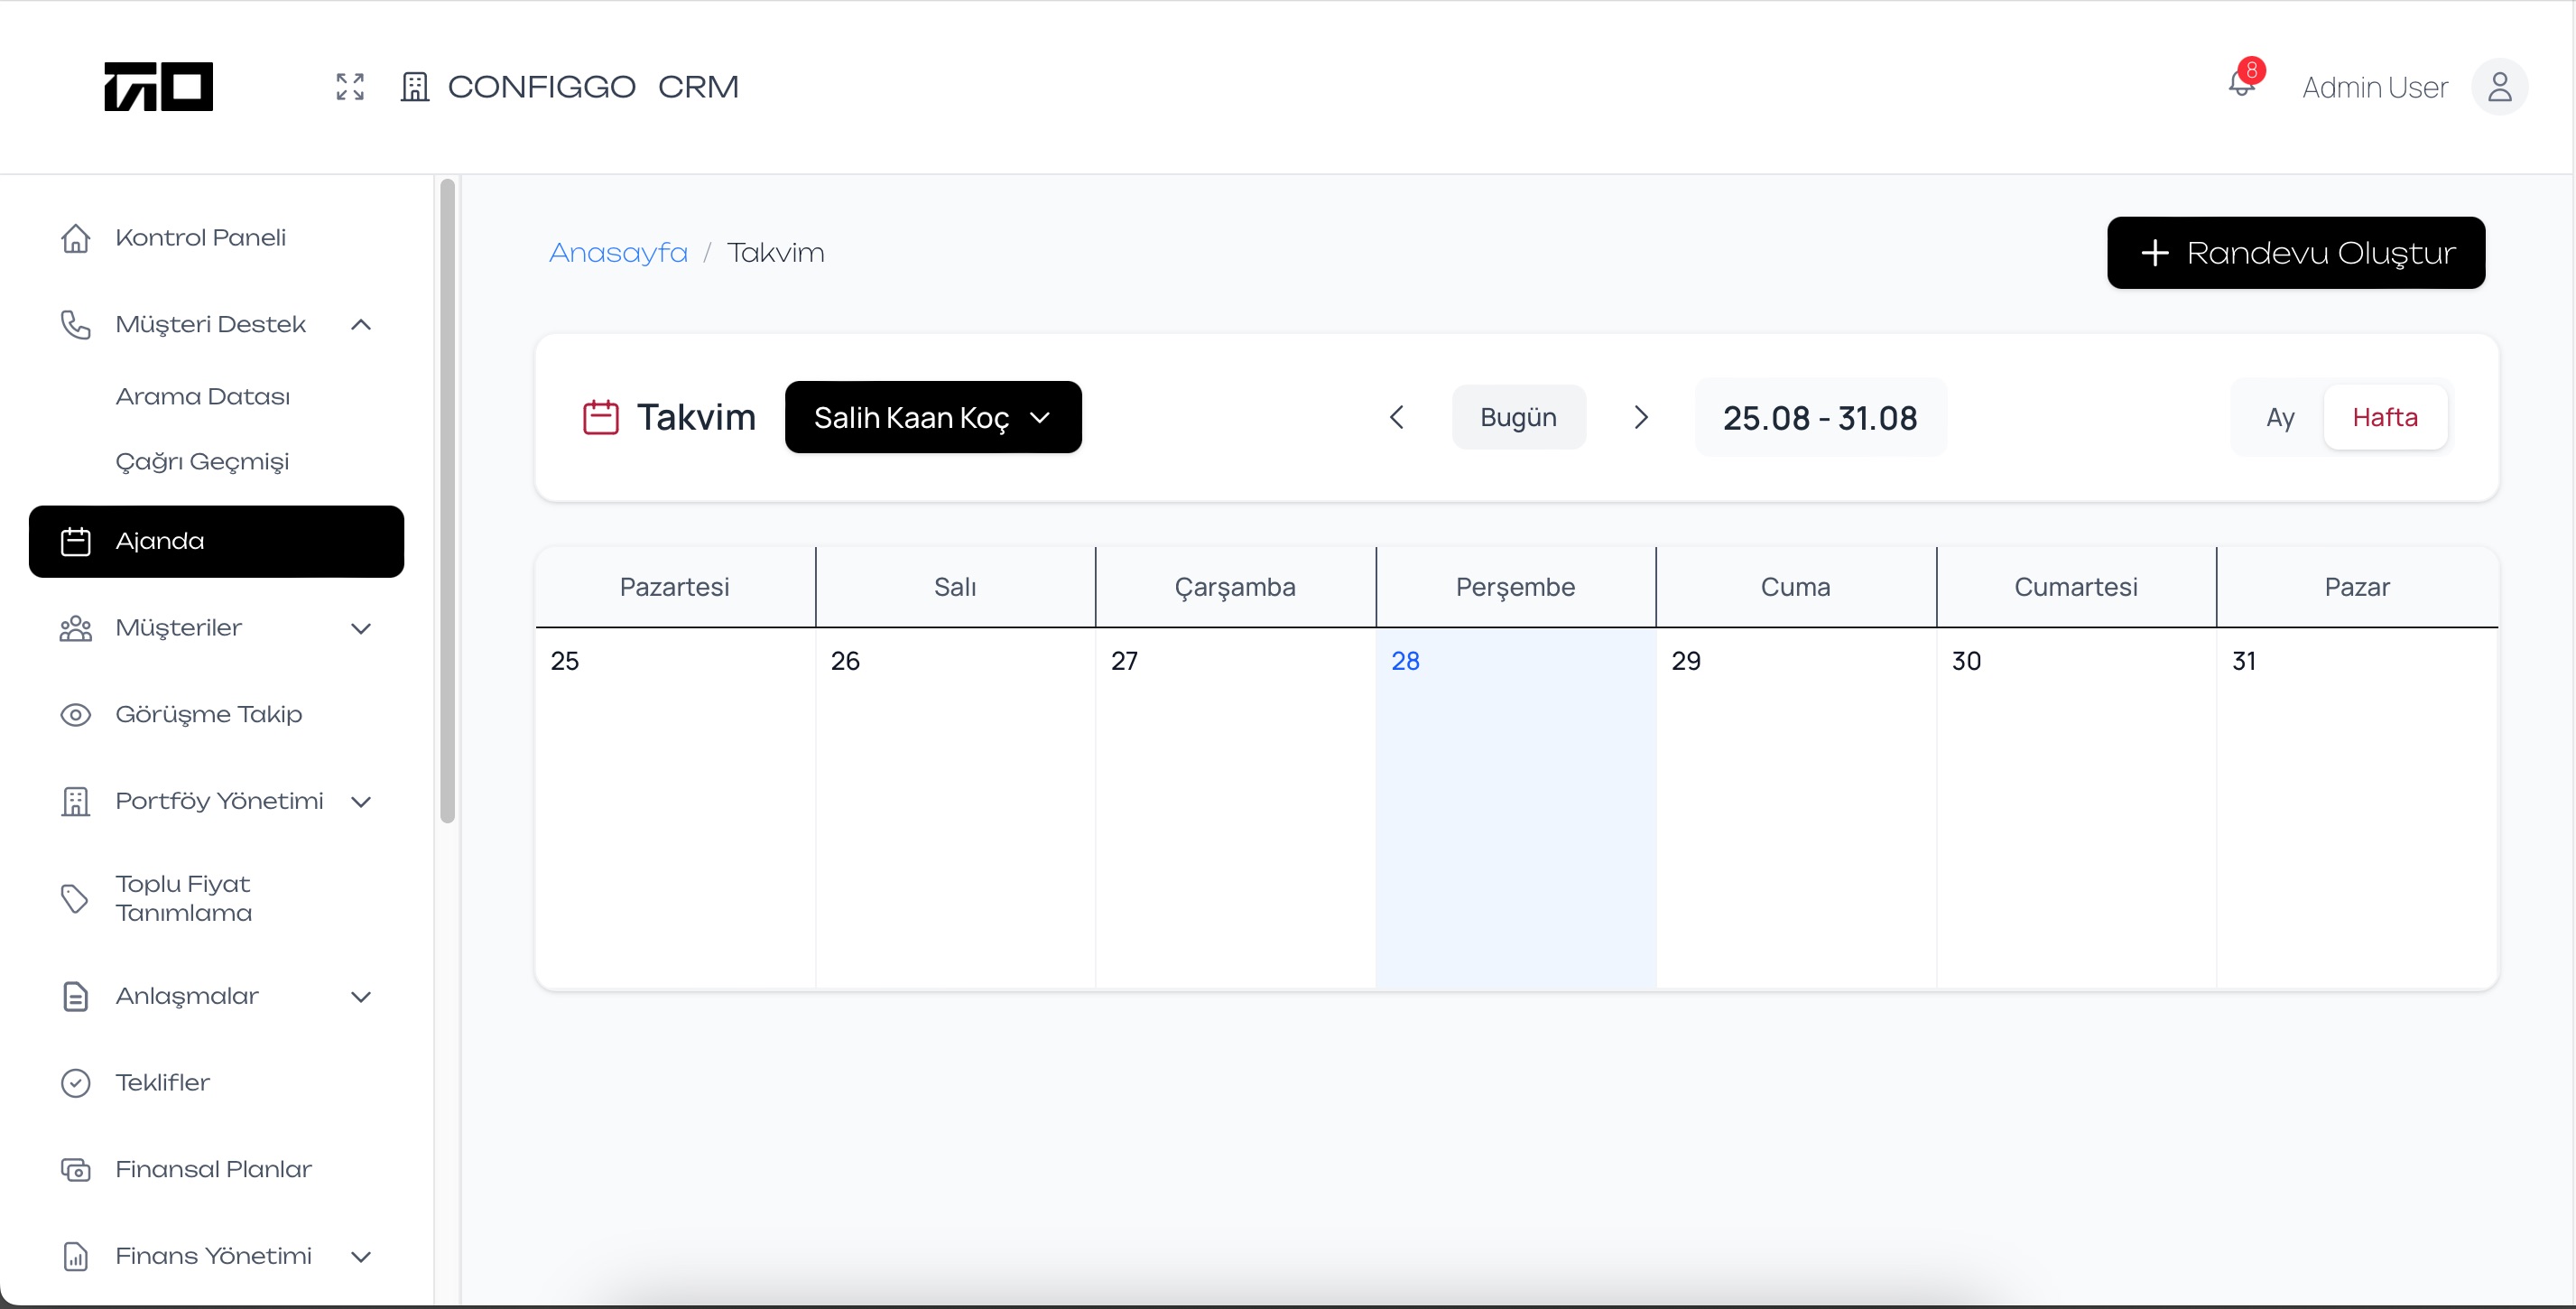 CONFIGGO CRM
8
Admin User
Kontrol Paneli
Müşteri Destek
Arama Datası
Çağrı Geçmişi
Ajanda
Müşteriler
Görüşme Takip
Portföy Yönetimi
Toplu Fiyat
Tanımlama
Anlaşmalar
Teklifler
Finansal Planlar
Finans Yönetimi
Anasayfa / Takvim
+ Randevu Oluştur
Takvim
Salih Kaan Koç
Bugün
25.08 - 31.08
Ay
Hafta
Pazartesi Salı Çarşamba Perşembe Cuma Cumartesi Pazar
25 26 27 28 29 30 31